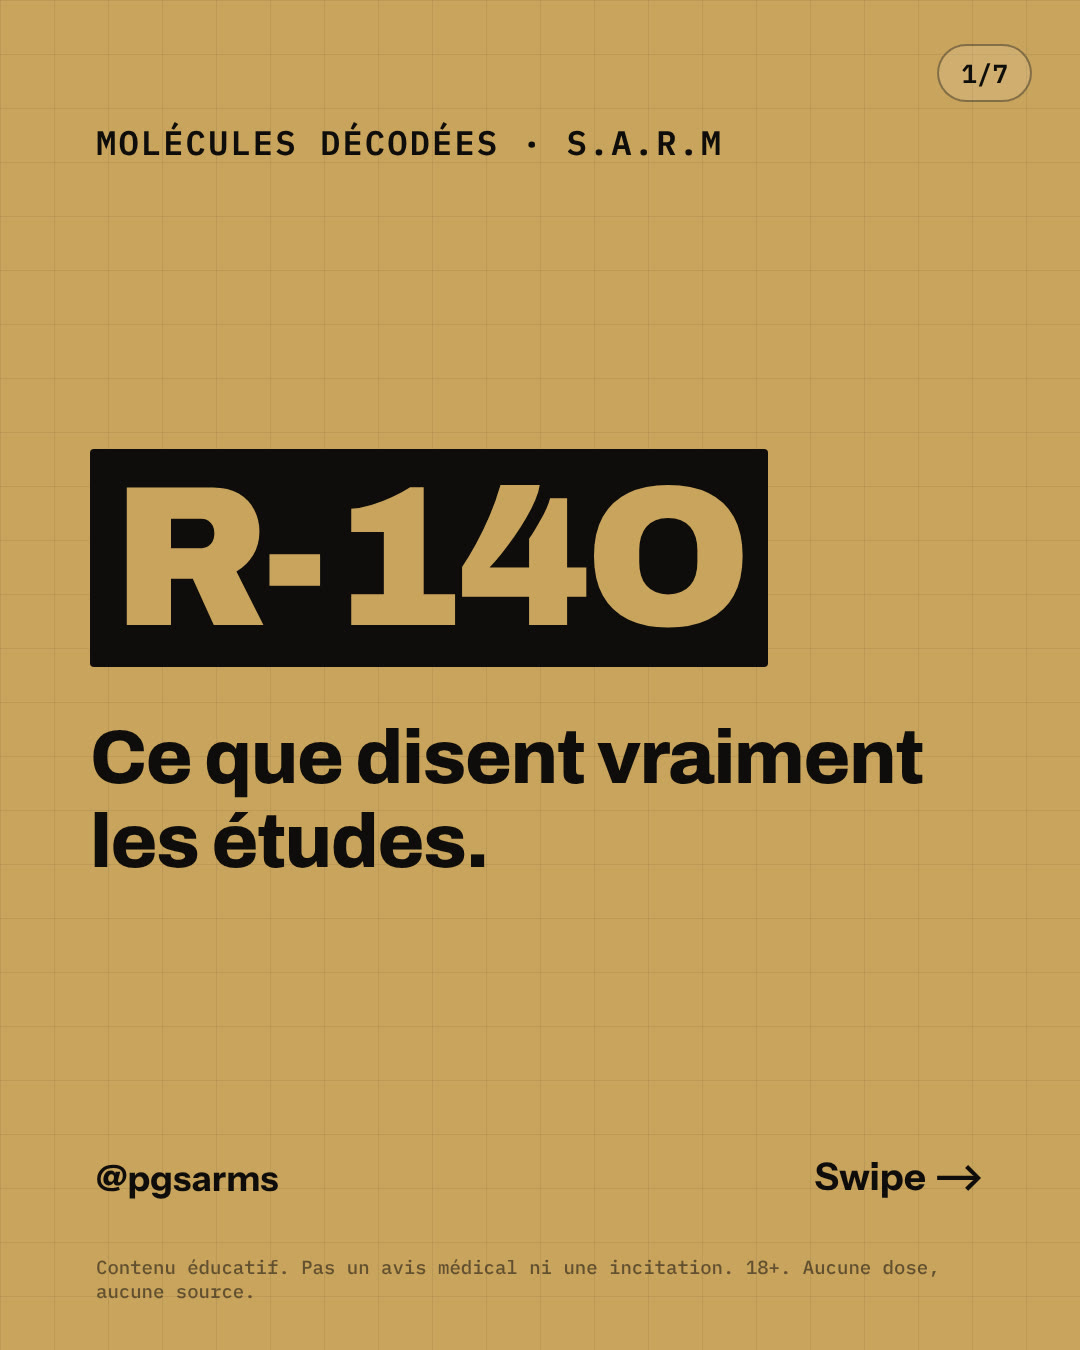 1/7
MOLÉCULES DÉCODÉES · S.A.R.M
R-140
Ce que disent vraiment
les études.
@pgsarms
Swipe →
Contenu éducatif. Pas un avis médical ni une incitation. 18+. Aucune dose,
aucune source.